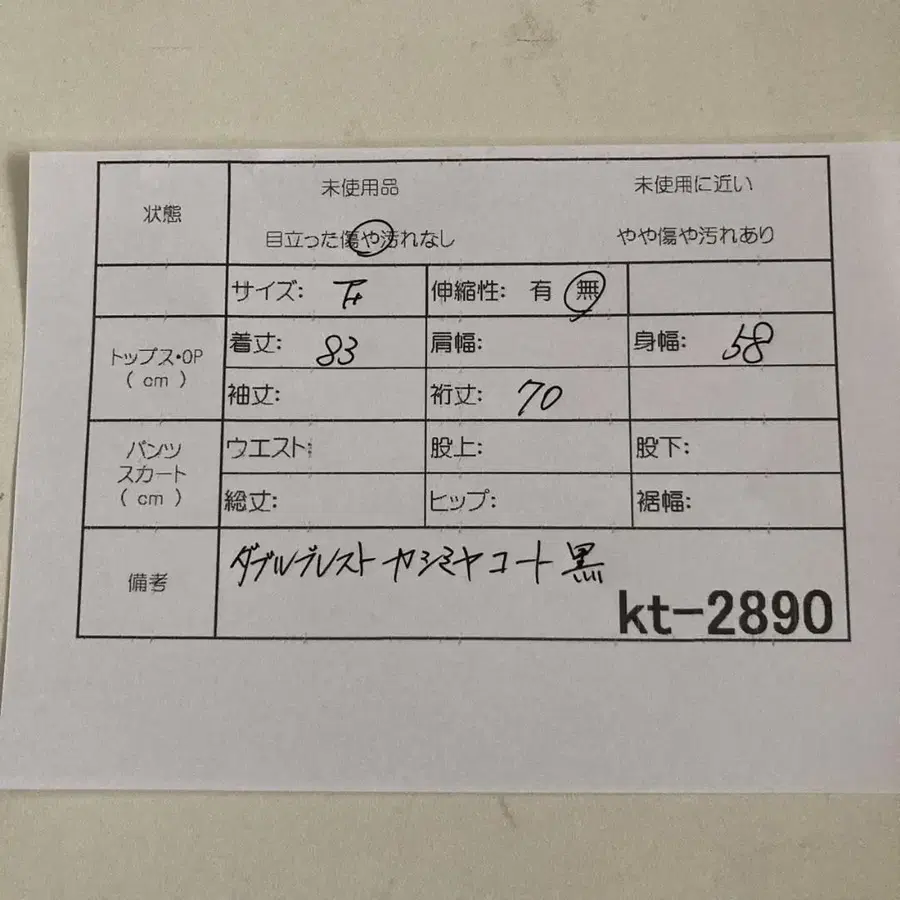 状態
未使用品 未使用に近い
目立った傷や汚れなし やや傷や汚れあり
サイズ: 伸縮性: 有 無
トップス・OP
( cm )
着丈: 83 肩幅: 身幅: 58
袖丈: 裄丈: 70
パンツ
スカート
( cm )
ウエスト: 股上: 股下:
総丈: ヒップ: 裾幅:
備考
ダブルブレスト カシミヤコート 黒
kt-2890